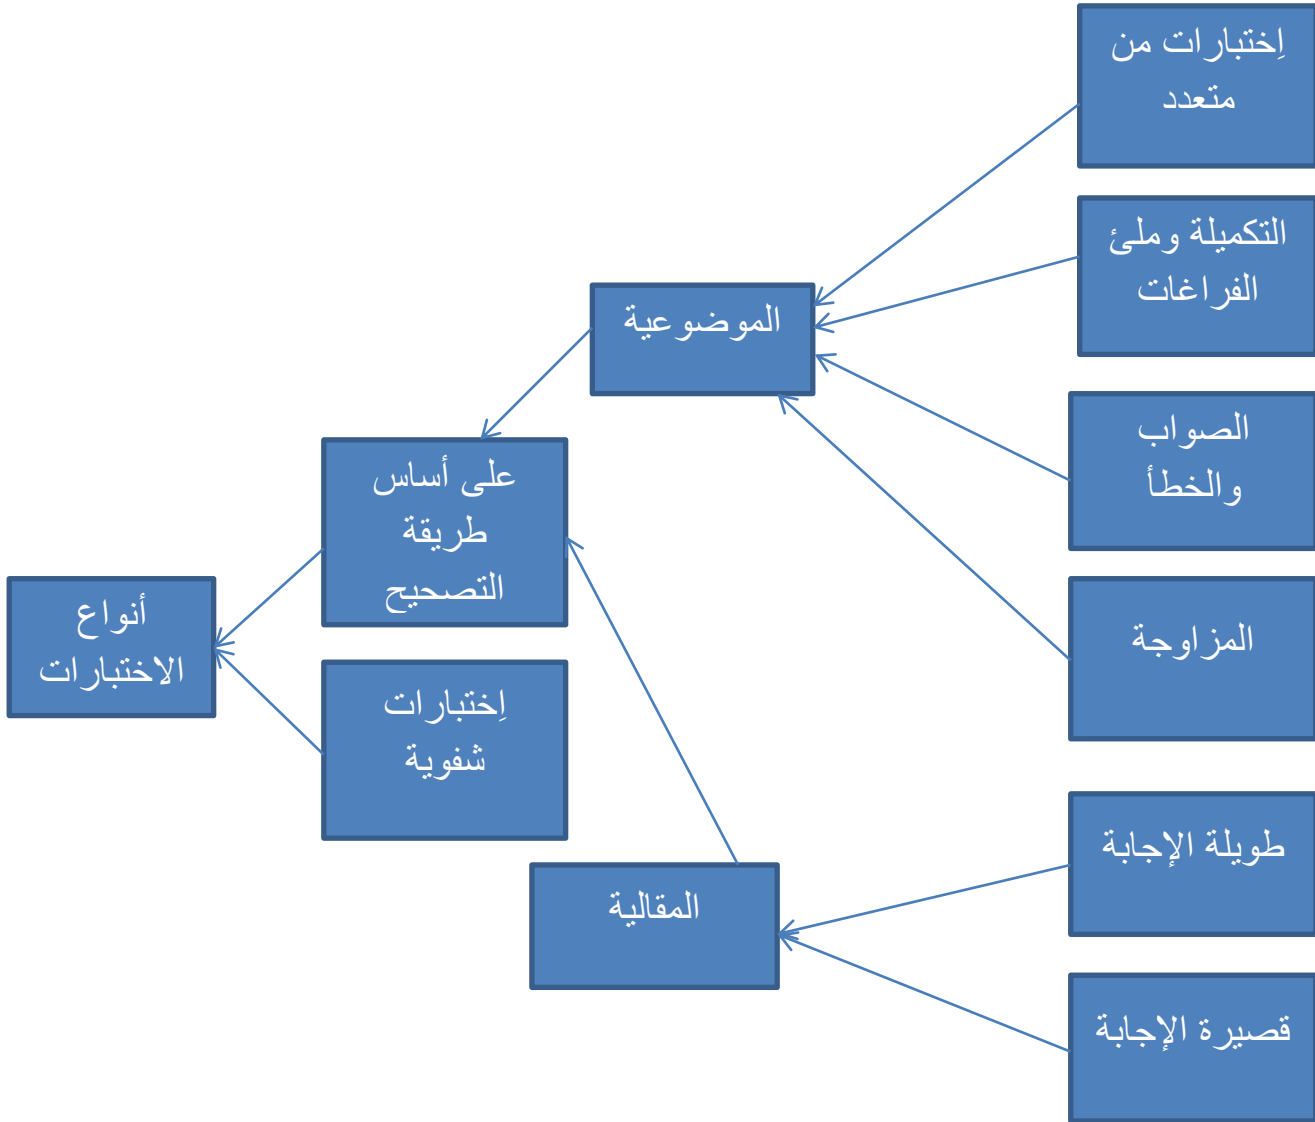 إختبارات من
متعدد
التكميلة وملئ
الفراغات
الموضوعية
الصواب
والخطأ
على أساس
طريقة
التصحيح
أنواع
الاختبارات
المزاوجة
إختبارات
شفوية
طويلة الإجابة
المقالية
قصيرة الإجابة